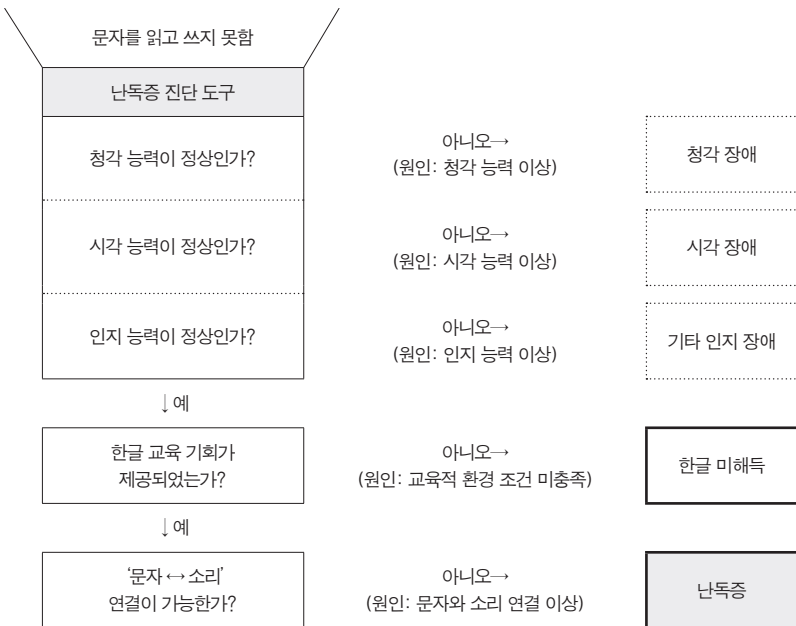 문자를 읽고 쓰지 못함
난독증 진단 도구
청각 능력이 정상인가?
아니오→
(원인: 청각 능력 이상)
청각 장애
시각 능력이 정상인가?
아니오→
(원인: 시각 능력 이상)
시각 장애
인지 능력이 정상인가?
아니오→
(원인: 인지 능력 이상)
기타 인지 장애
↓예
한글 교육 기회가
제공되었는가?
아니오→
(원인: 교육적 환경 조건 미충족)
한글 미해득
↓예
‘문자 ↔ 소리’
연결이 가능한가?
아니오→
(원인: 문자와 소리 연결 이상)
난독증